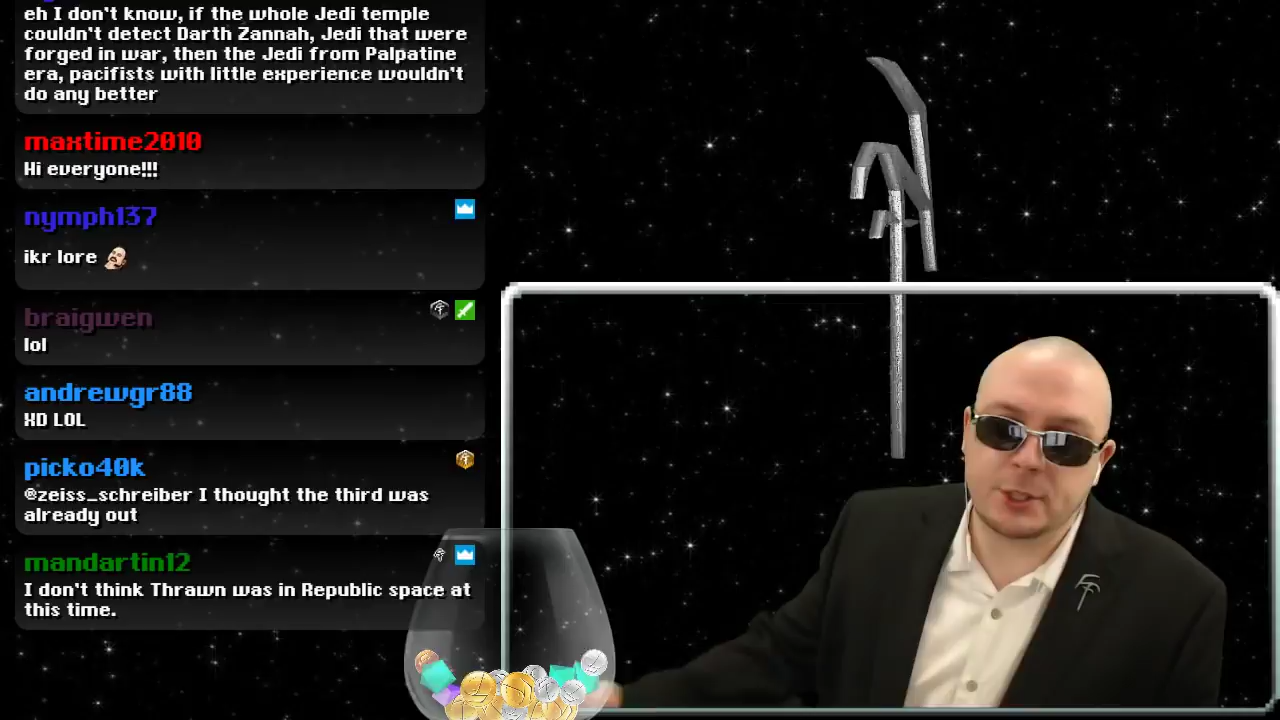 eh I don't know, if the whole Jedi temple
couldn't detect Darth Zannah, Jedi that were
forged in war, then the Jedi from Palpatine
era, pacifists with little experience wouldn't
do any better
maxtime2010
Hi everyone!!!
nymph137
ikr lore
braigwen
lol
andrewgr88
XD LOL
picko40k
@zeiss_schreiber I thought the third was
already out
mandartin12
I don't think Thrawn was in Republic space at
this time.